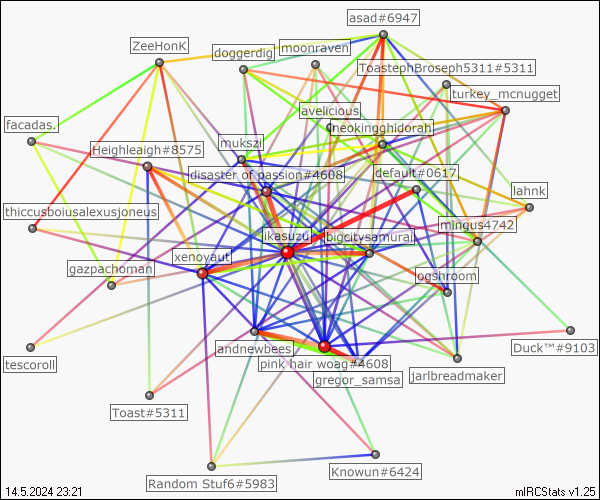 asad#6947
ZeeHonK
moonraven
doggerdig
ToastephBroseph5311#5311
turkey_mcnugget
avelicious
facadas.
neokingghidorah
mukszi
Heighleaigh#8575
disaster of passion#4608
default#0617
lahnk
thiccusboiusalexusjoneus
mingus4742
ikasuzu
bigcitysamurai
xenoyaut
gazpachoman
ogshroom
andnewbees
Duck™#9103
tescoroll
pink hair woag#4608
jarlbreadmaker
gregor_samsa
Toast#5311
Knowun#6424
Random Stuf6#5983
14.5.2024 23:21
mIRCStats v1.25